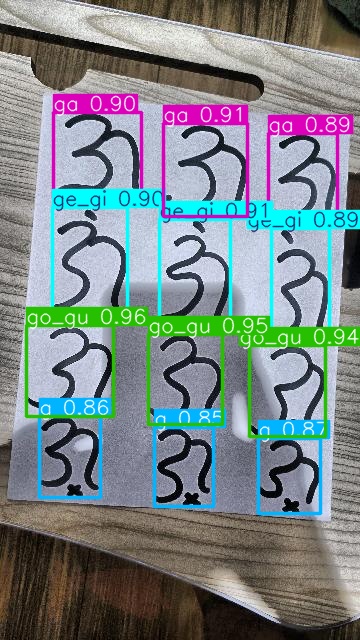 ga 0.90 ga 0.91 ga 0.89
ᜄ ᜄ ᜄ
ge_gi 0.90 ge_gi 0.91 ge_gi 0.89
ᜄᜒ ᜄᜒ ᜄᜒ
go_gu 0.96 go_gu 0.95 go_gu 0.94
ᜄᜓ ᜄᜓ ᜄᜓ
g 0.86 g 0.85 g 0.87
ᜄ᜔ ᜄ᜔ ᜄ᜔